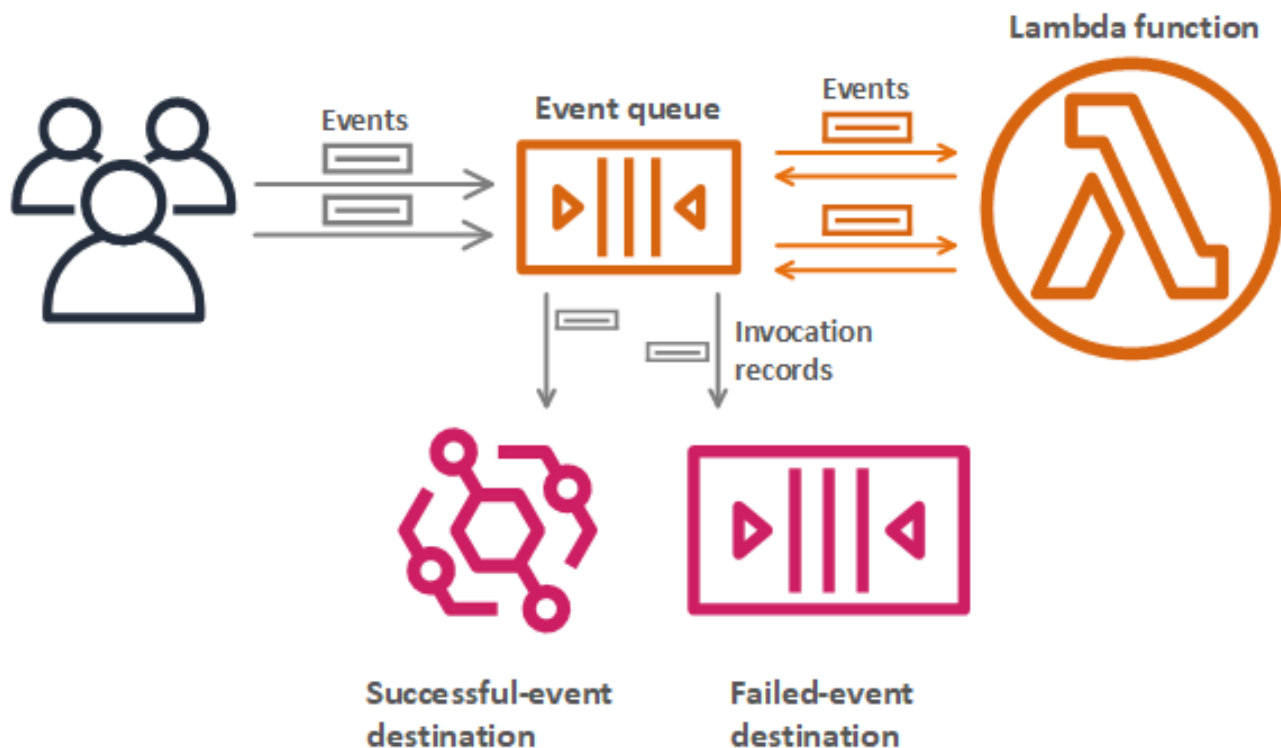 Lambda function
Events
Event queue
Events
Invocation
records
Successful-event
destination
Failed-event
destination